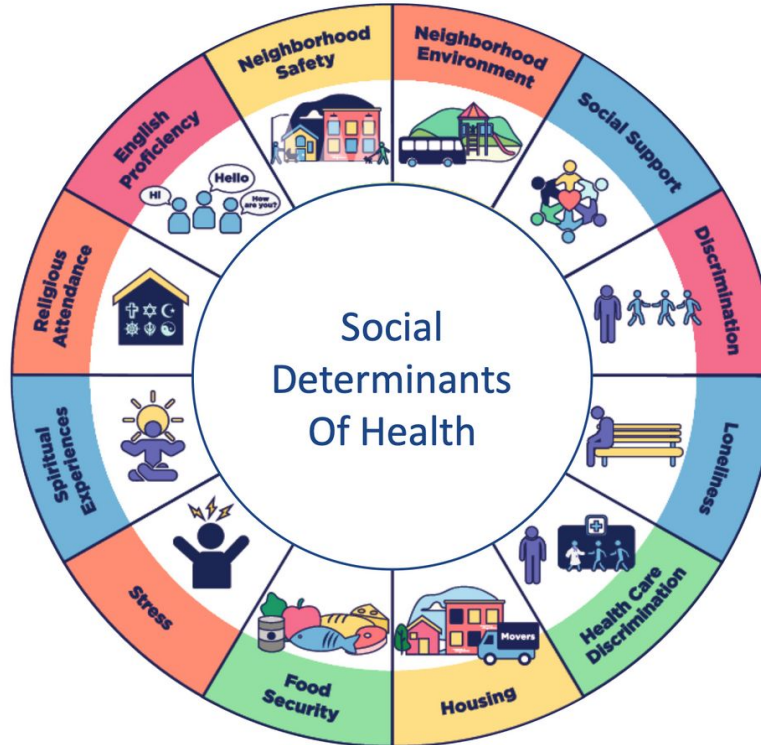 Neighborhood
Safety
Neighborhood
Environment
Social Support
Discrimination
Loneliness
Health Care
Discrimination
Housing
Movers
Food
Security
Stress
Spiritual
Experiences
Religious
Attendance
English
Proficiency
Hi
Hello
How
are you?
Social
Determinants
Of Health